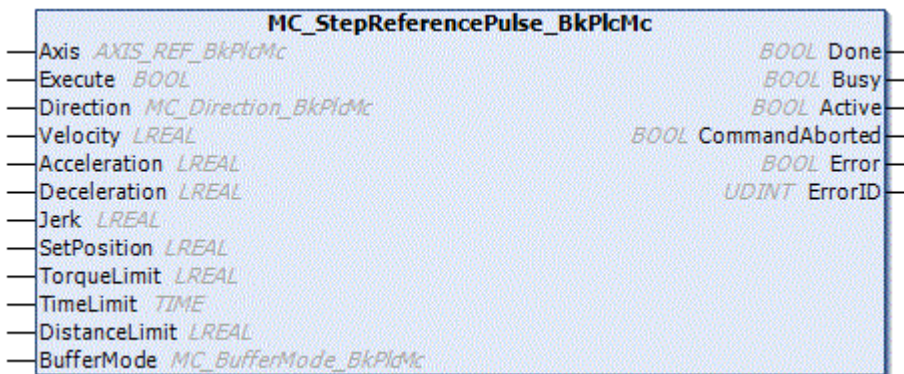 MC_StepReferencePulse_BkPlcMc
Axis AXIS_REF_BkPlcMc BOOL Done
Execute BOOL BOOL Busy
Direction MC_Direction_BkPlcMc BOOL Active
Velocity LREAL BOOL CommandAborted
Acceleration LREAL BOOL Error
Deceleration LREAL UDINT ErrorID
Jerk LREAL
SetPosition LREAL
TorqueLimit LREAL
TimeLimit TIME
DistanceLimit LREAL
BufferMode MC_BufferMode_BkPlcMc